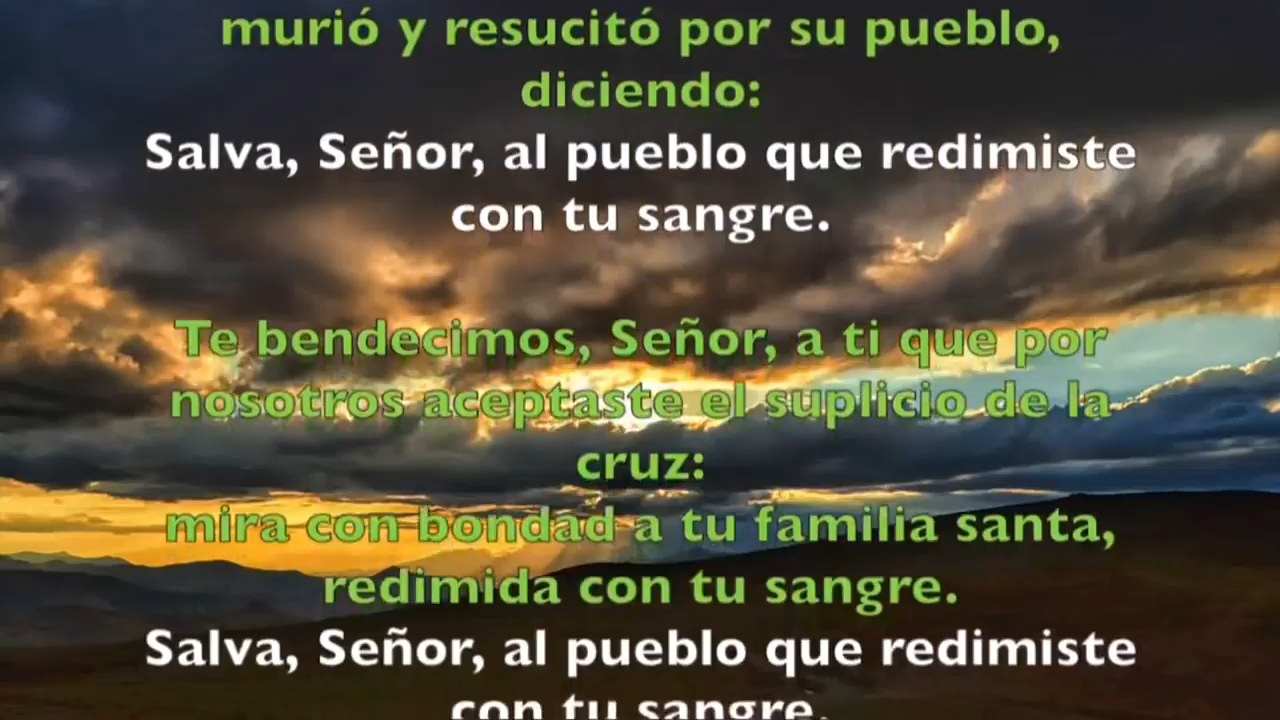 murió y resucitó por su pueblo,
diciendo:
Salva, Señor, al pueblo que redimiste
con tu sangre.
Te bendecimos, Señor, a ti que por
nosotros aceptaste el suplicio de la
cruz:
mira con bondad a tu familia santa,
redimida con tu sangre.
Salva, Señor, al pueblo que redimiste
con tu sangre.